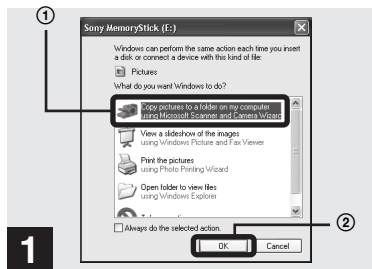 ①
Sony MemoryStick (E:)
Windows can perform the same action each time you insert
a disk or connect a device with this kind of file:
Pictures
What do you want Windows to do?
Copy pictures to a folder on my computer
using Microsoft Scanner and Camera Wizard
View a slideshow of the images
using Windows Picture and Fax Viewer
Print the pictures
using Photo Printing Wizard
Open folder to view files
using Windows Explorer
Always do the selected action.
②
OK
Cancel
1